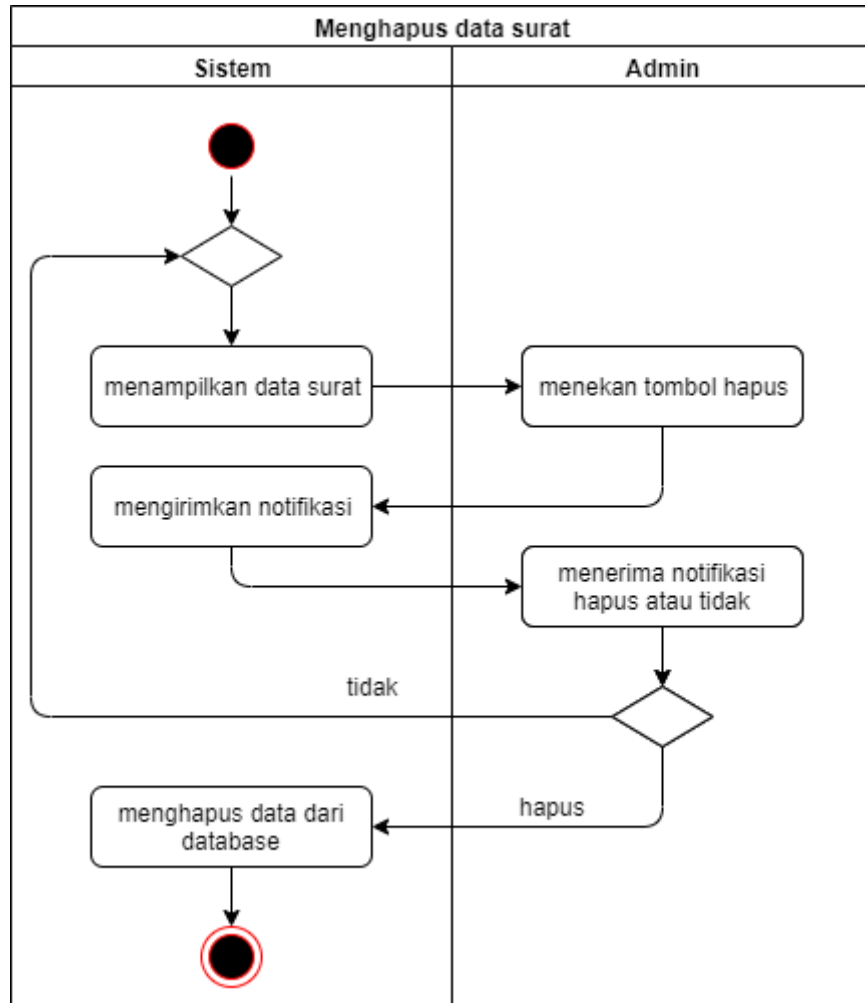 Menghapus data surat
Sistem
Admin
menampilkan data surat
menekan tombol hapus
mengirimkan notifikasi
menerima notifikasi
hapus atau tidak
tidak
hapus
menghapus data dari
database